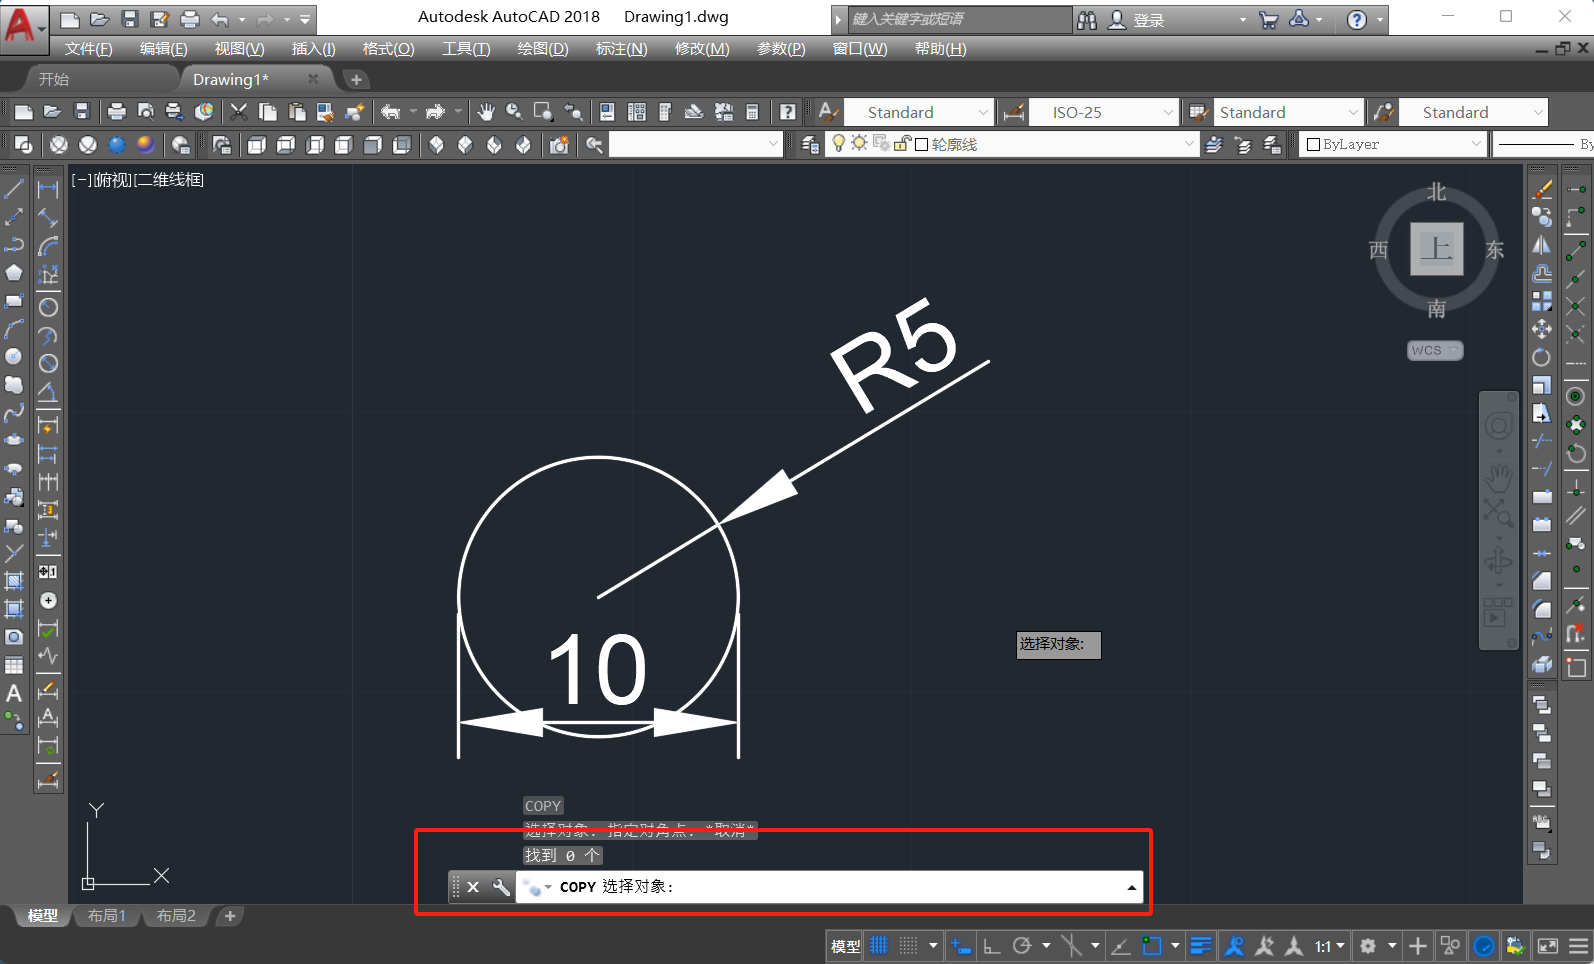 Autodesk AutoCAD 2018 Drawing1.dwg
键入关键字或短语
登录
文件(F) 编辑(E) 视图(V) 插入(I) 格式(O) 工具(T) 绘图(D) 标注(N) 修改(M) 参数(P) 窗口(W) 帮助(H)
开始 Drawing1*
Standard ISO-25 Standard Standard
轮廓线 ByLayer By
[−][俯视][二维线框]
北
西 上 东
南
WCS
R5
选择对象:
10
COPY
选择对象: 指定对角点: *取消*
找到 0 个
COPY 选择对象:
Y
X
模型 布局1 布局2
模型 1:1